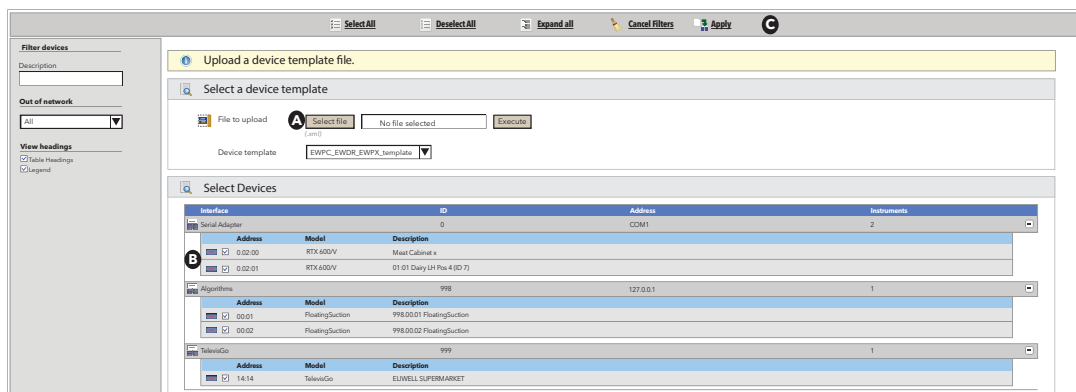 Select All Deselect All Expand all Cancel Filters Apply C
Filter devices
Description
Out of network
All
View headings
Table Headings
Legend
Upload a device template file.
Select a device template
File to upload A Select file No file selected Execute
(.xml)
Device template EWPC_EWDR_EWPX_template
Select Devices
Interface ID Address Instruments
Serial Adapter 0 COM1 2
Address Model Description
B
0.02:00 RTX 600/V Meat Cabinet x
0.02:01 RTX 600/V 01:01 Dairy LH Pos 4 (ID 7)
Algorithms 998 127.0.0.1 1
Address Model Description
00:01 FloatingSuction 998.00.01 FloatingSuction
00:02 FloatingSuction 998.00.02 FloatingSuction
TelevisGo 999 1
Address Model Description
14:14 TelevisGo ELIWELL SUPERMARKET